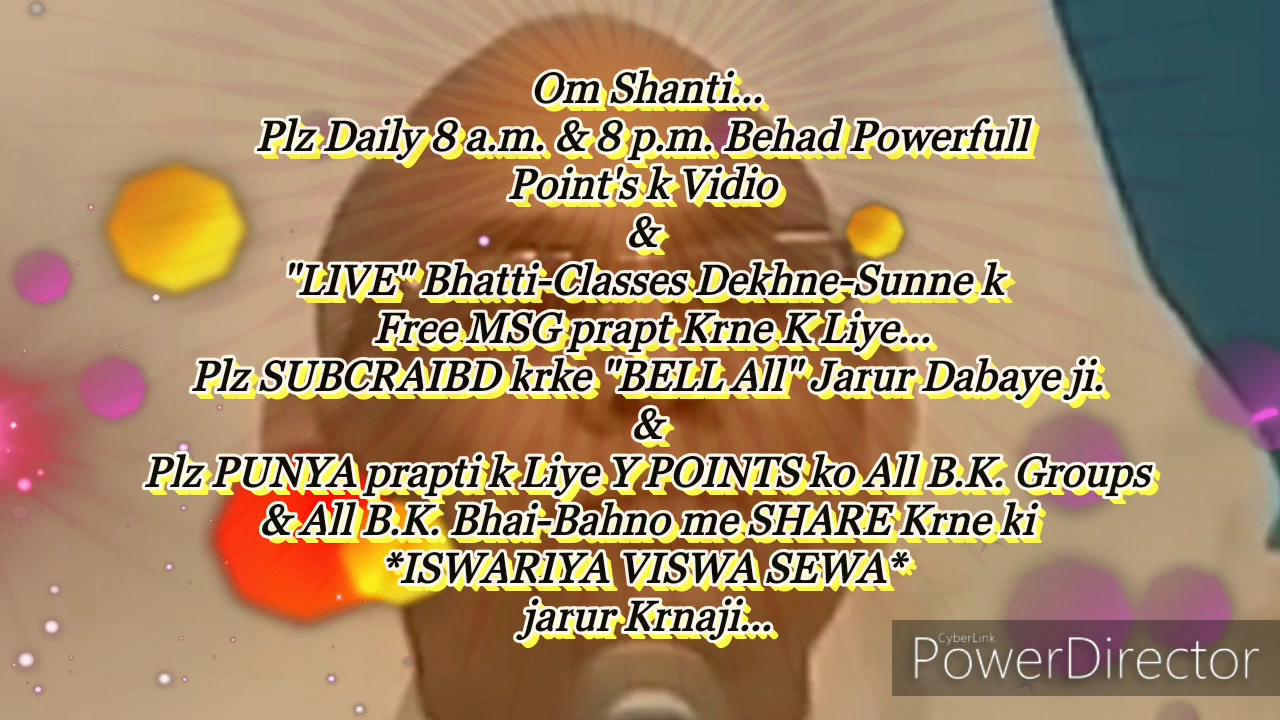 Om Shanti...
Plz Daily 8 a.m. & 8 p.m. Behad Powerfull
Point's k Vidio
&
"LIVE" Bhatti-Classes Dekhne-Sunne k
Free MSG prapt Krne K Liye...
Plz SUBCRAIBD krke "BELL All" Jarur Dabaye ji.
&
Plz PUNYA prapti k Liye Y POINTS ko All B.K. Groups
& All B.K. Bhai-Bahno me SHARE Krne ki
*ISWARIYA VISWA SEWA*
jarur Krnaji...
CyberLink
PowerDirector